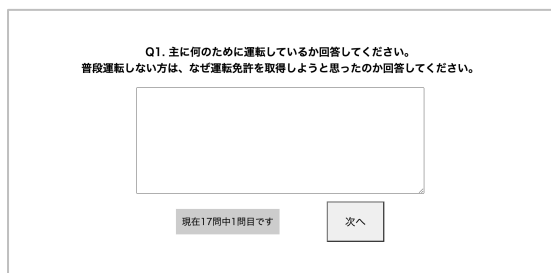 Q1. 主に何のために運転しているか回答してください。
普段運転しない方は、なぜ運転免許を取得しようと思ったのか回答してください。
現在17問中1問目です
次へ